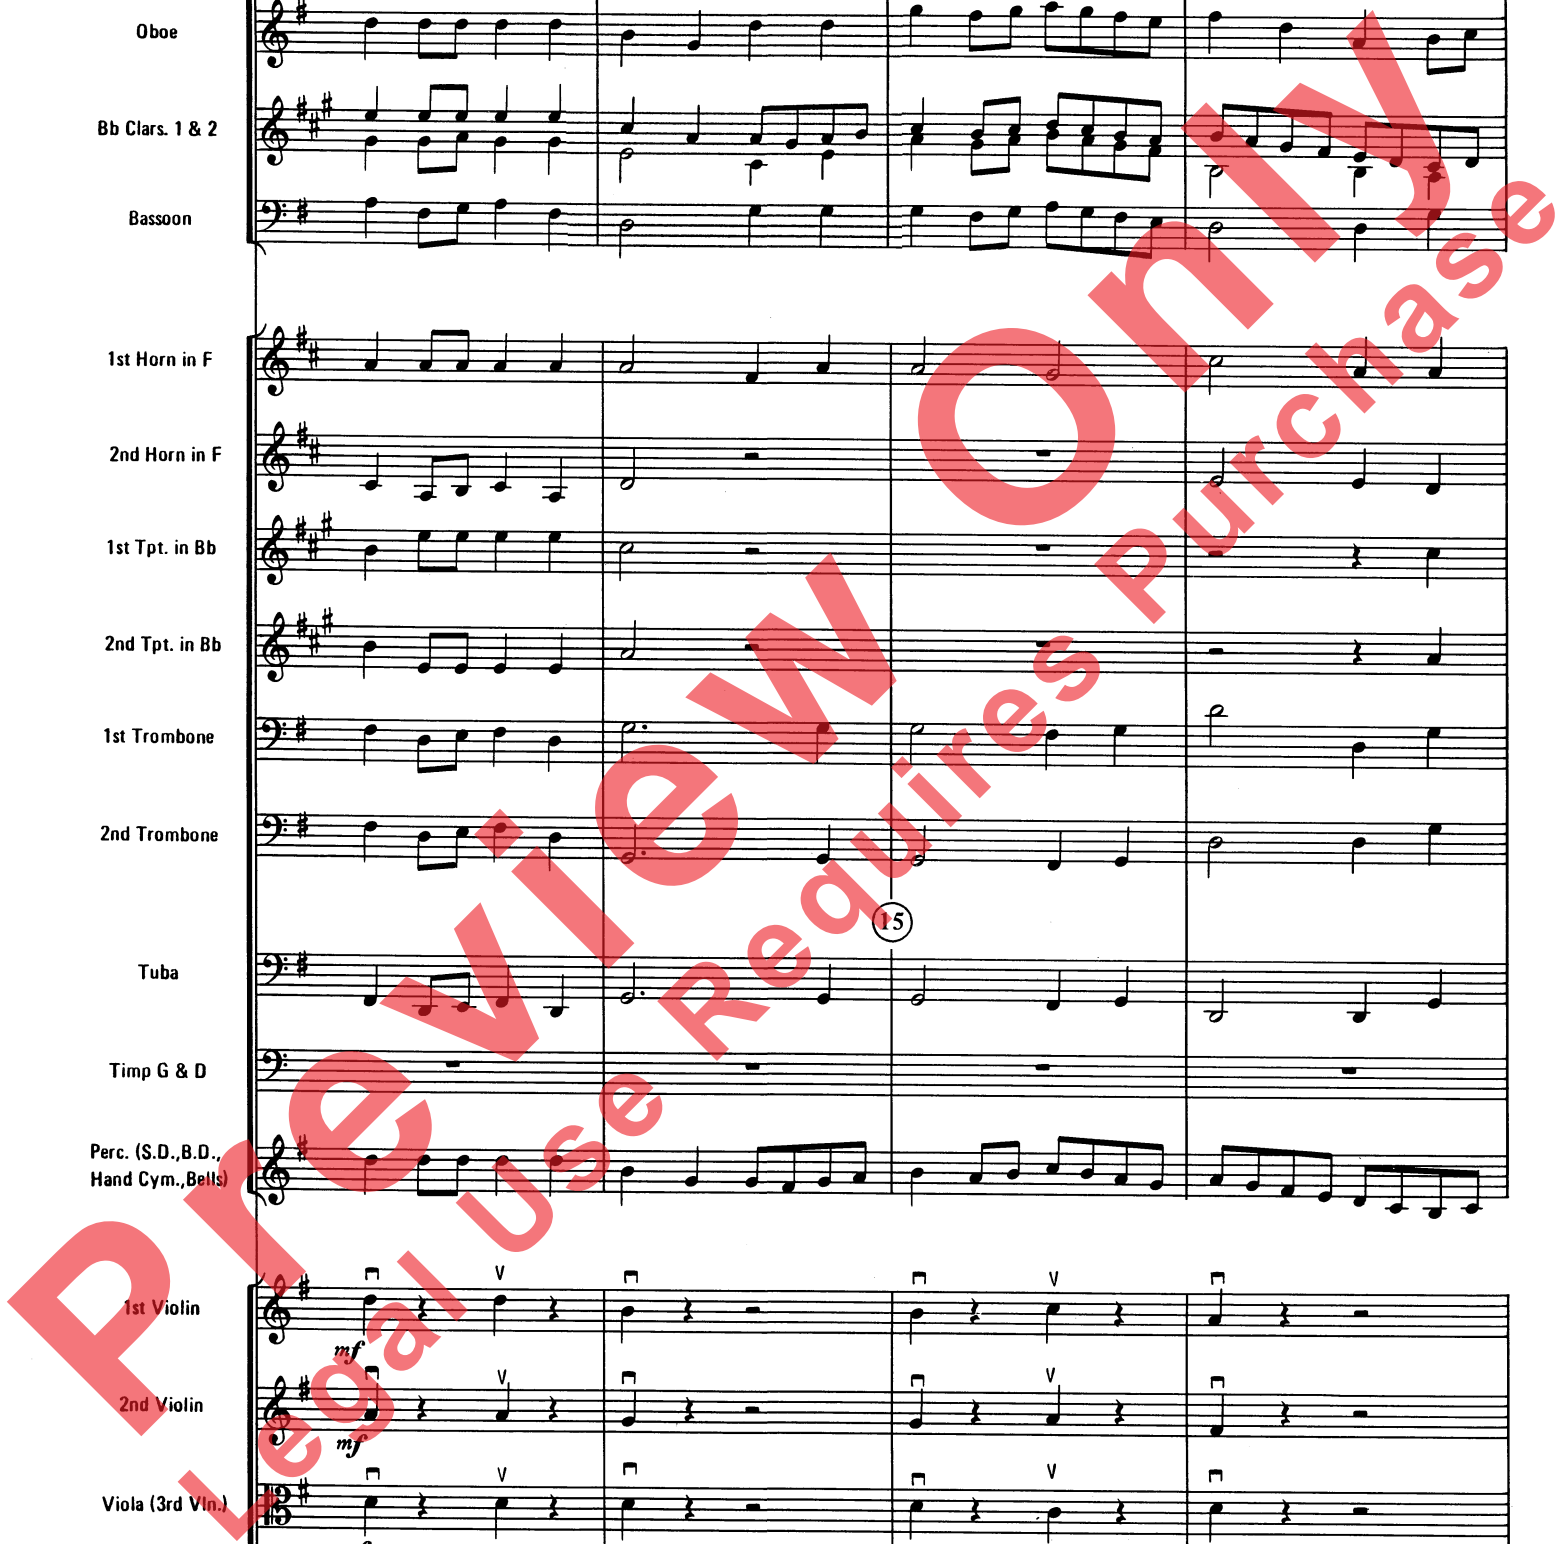 Oboe
Bb Clars. 1 & 2
Bassoon
1st Horn in F
2nd Horn in F
1st Tpt. in Bb
2nd Tpt. in Bb
1st Trombone
2nd Trombone
15
Tuba
Timp G & D
Perc. (S.D.,B.D.,
Hand Cym.,Bells)
1st Violin
mf
2nd Violin
mf
Viola (3rd Vln.)
Preview Only
Legal Use Requires Purchase